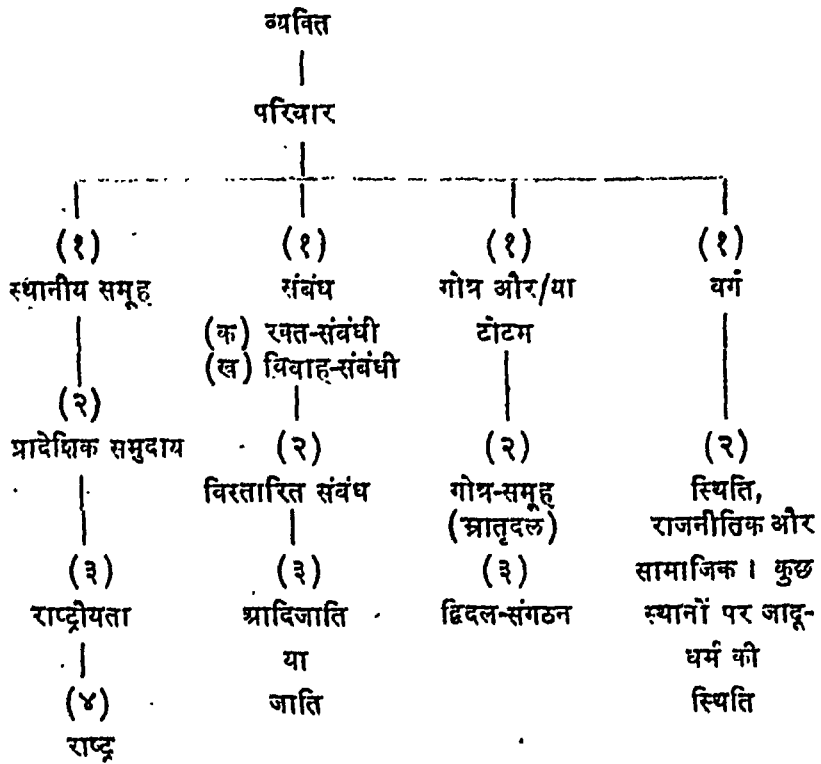 व्यक्ति
परिवार
(१) (१) (१) (१)
स्थानीय समूह संबंध गोत्र और/या वर्ग
(क) रक्त-संबंधी टोटम
(ख) विवाह-संबंधी
(२)
प्रादेशिक समुदाय (२) (२) (२)
विस्तारित संबंध गोत्र-समूह स्थिति,
(भ्रातृदल) राजनीतिक और
(३) (३) (३) सामाजिक । कुछ
राष्ट्रीयता आदिजाति द्विदल-संगठन स्थानों पर जादू-
या धर्म की
(४) जाति स्थिति
राष्ट्र